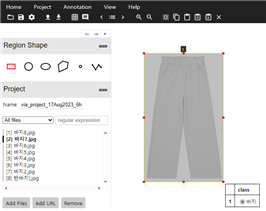 Home Project Annotation View Help
Region Shape
Project
Name: via_project_17Aug2023_6h
All files regular expression
[1] 바지6.jpg
[2] 바지7.jpg
[3] 바지8.jpg
[4] 바지3.jpg
[5] 바지4.jpg
[6] 바지5.jpg
[7] 바지2.jpg
[8] 반바지1.jpg
Add Files Add URL Remove
class
1 바지